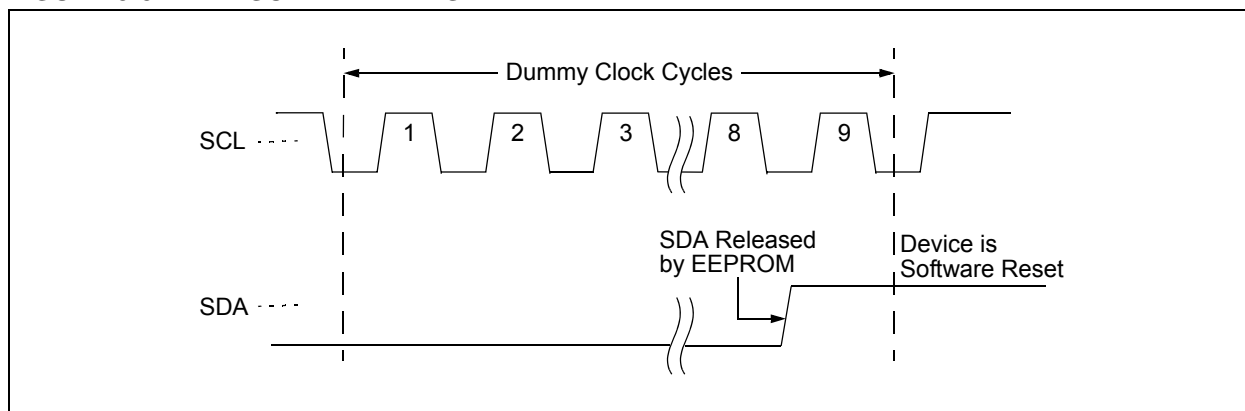 Dummy Clock Cycles
SCL
1
2
3
8
9
SDA Released
by EEPROM
Device is
Software Reset
SDA